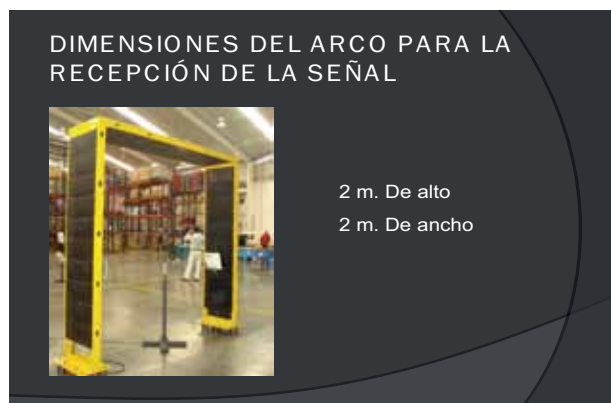 DIMENSIONES DEL ARCO PARA LA
RECEPCIÓN DE LA SEÑAL
2 m. De alto
2 m. De ancho